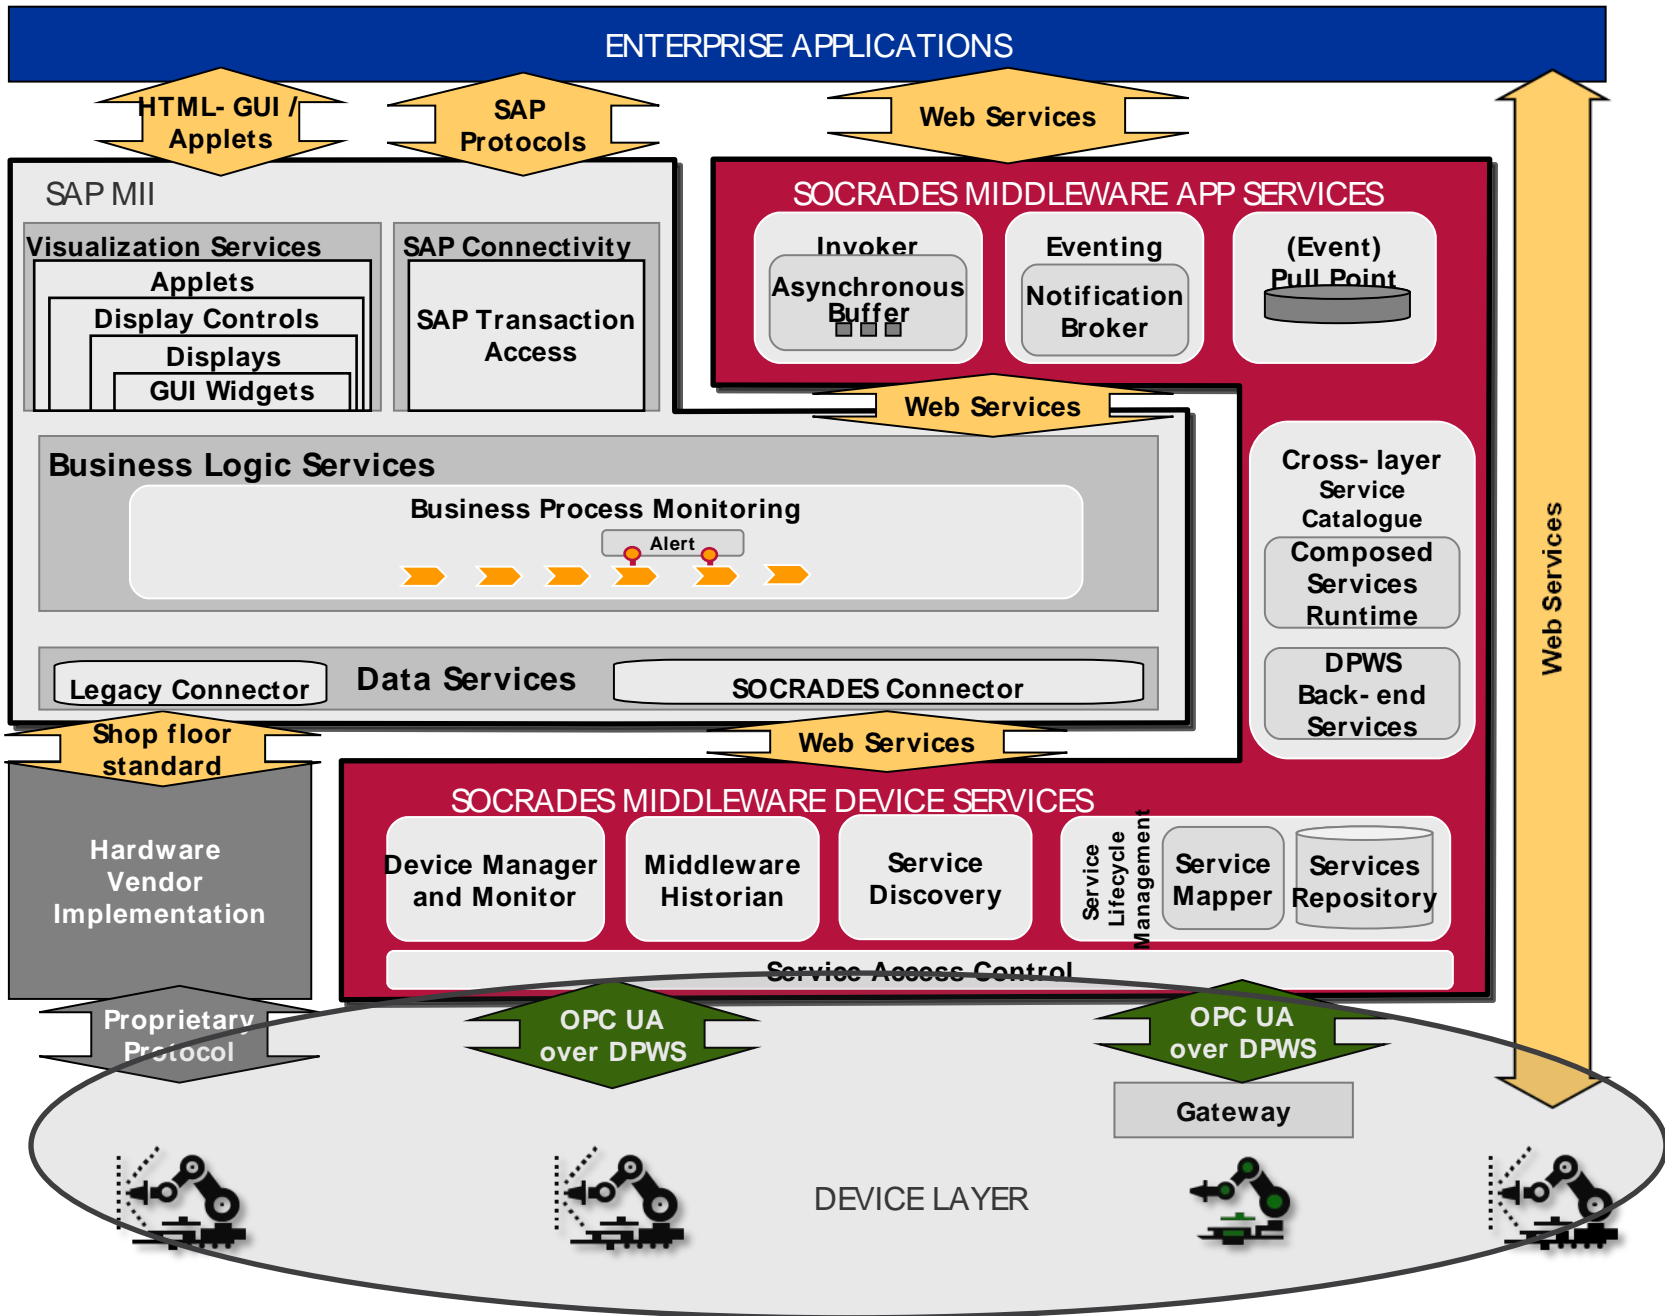 ENTERPRISE APPLICATIONS
HTML- GUI /
Applets
SAP
Protocols
Web Services
SAP MII
Visualization Services
Applets
Display Controls
Displays
GUI Widgets
SAP Connectivity
SAP Transaction
Access
SOCRADES MIDDLEWARE APP SERVICES
Invoker
Asynchronous
Buffer
Eventing
Notification
Broker
(Event)
Pull Point
Web Services
Business Logic Services
Business Process Monitoring
Alert
Cross- layer
Service
Catalogue
Composed
Services
Runtime
DPWS
Back- end
Services
Web Services
Legacy Connector
Data Services
SOCRADES Connector
Shop floor
standard
Web Services
Hardware
Vendor
Implementation
SOCRADES MIDDLEWARE DEVICE SERVICES
Device Manager
and Monitor
Middleware
Historian
Service
Discovery
Service
Lifecycle
Management
Service
Mapper
Services
Repository
Service Access Control
Proprietary
Protocol
OPC UA
over DPWS
OPC UA
over DPWS
Gateway
DEVICE LAYER